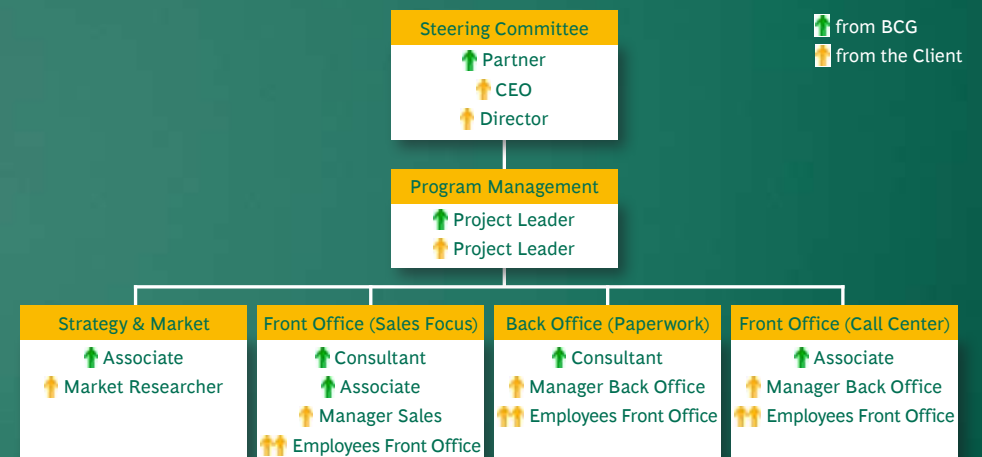 Steering Committee
Partner
CEO
Director
from BCG
from the Client
Program Management
Project Leader
Project Leader
Strategy & Market
Associate
Market Researcher
Front Office (Sales Focus)
Consultant
Associate
Manager Sales
Employees Front Office
Back Office (Paperwork)
Consultant
Manager Back Office
Employees Front Office
Front Office (Call Center)
Associate
Manager Back Office
Employees Front Office